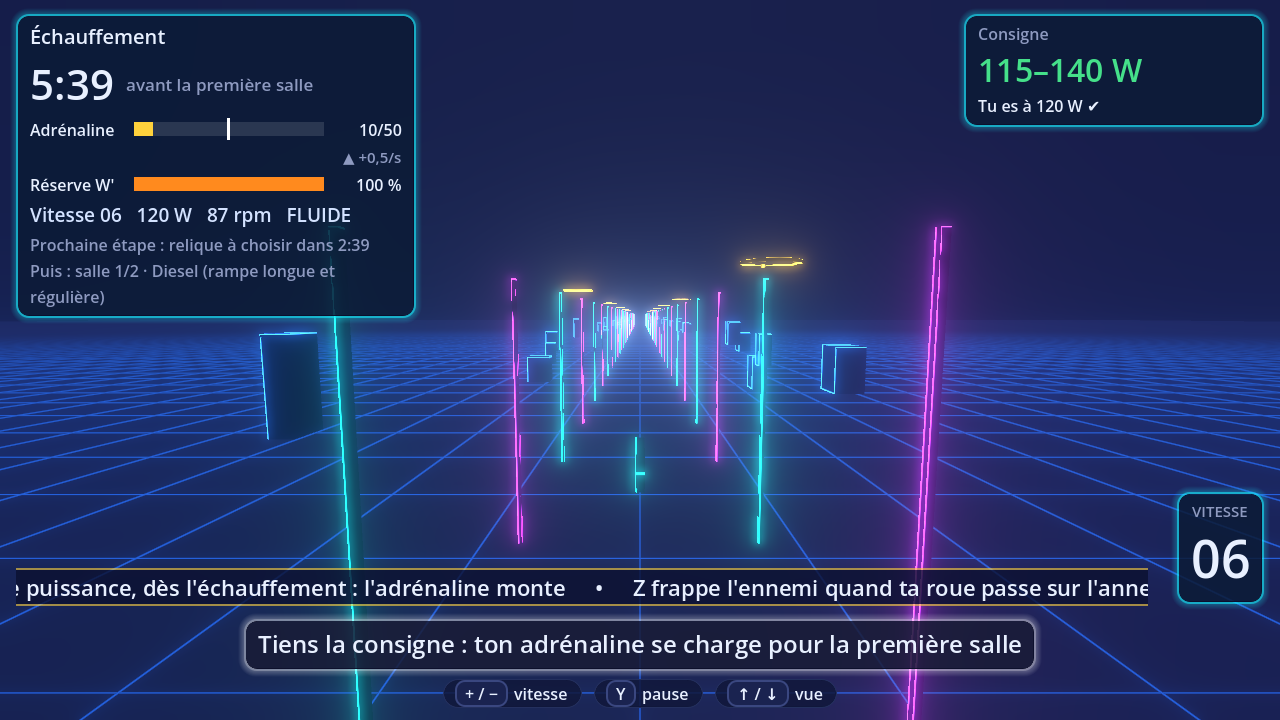 Échauffement
5:39 avant la première salle
Adrénaline 10/50
▲ +0,5/s
Réserve W' 100 %
Vitesse 06 120 W 87 rpm FLUIDE
Prochaine étape : relique à choisir dans 2:39
Puis : salle 1/2 · Diesel (rampe longue et
régulière)
Consigne
115–140 W
Tu es à 120 W ✔
VITESSE
06
puissance, dès l'échauffement : l'adrénaline monte • Z frappe l'ennemi quand ta roue passe sur l'anne
Tiens la consigne : ton adrénaline se charge pour la première salle
+ / − vitesse Y pause ↑ / ↓ vue